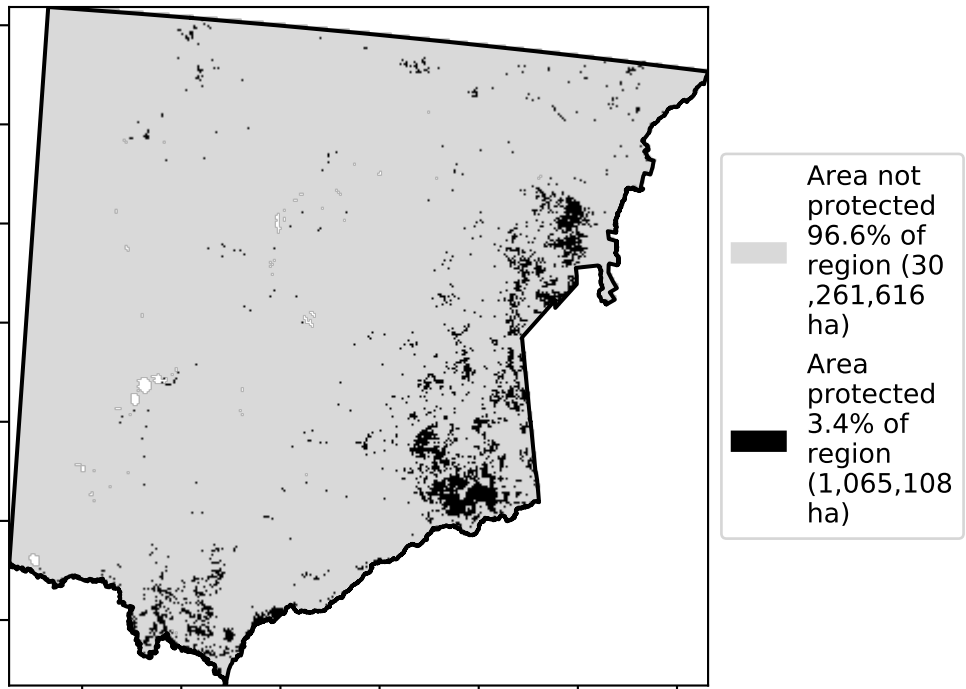 Area not
protected
96.6% of
region (30
,261,616
ha)
Area
protected
3.4% of
region
(1,065,108
ha)